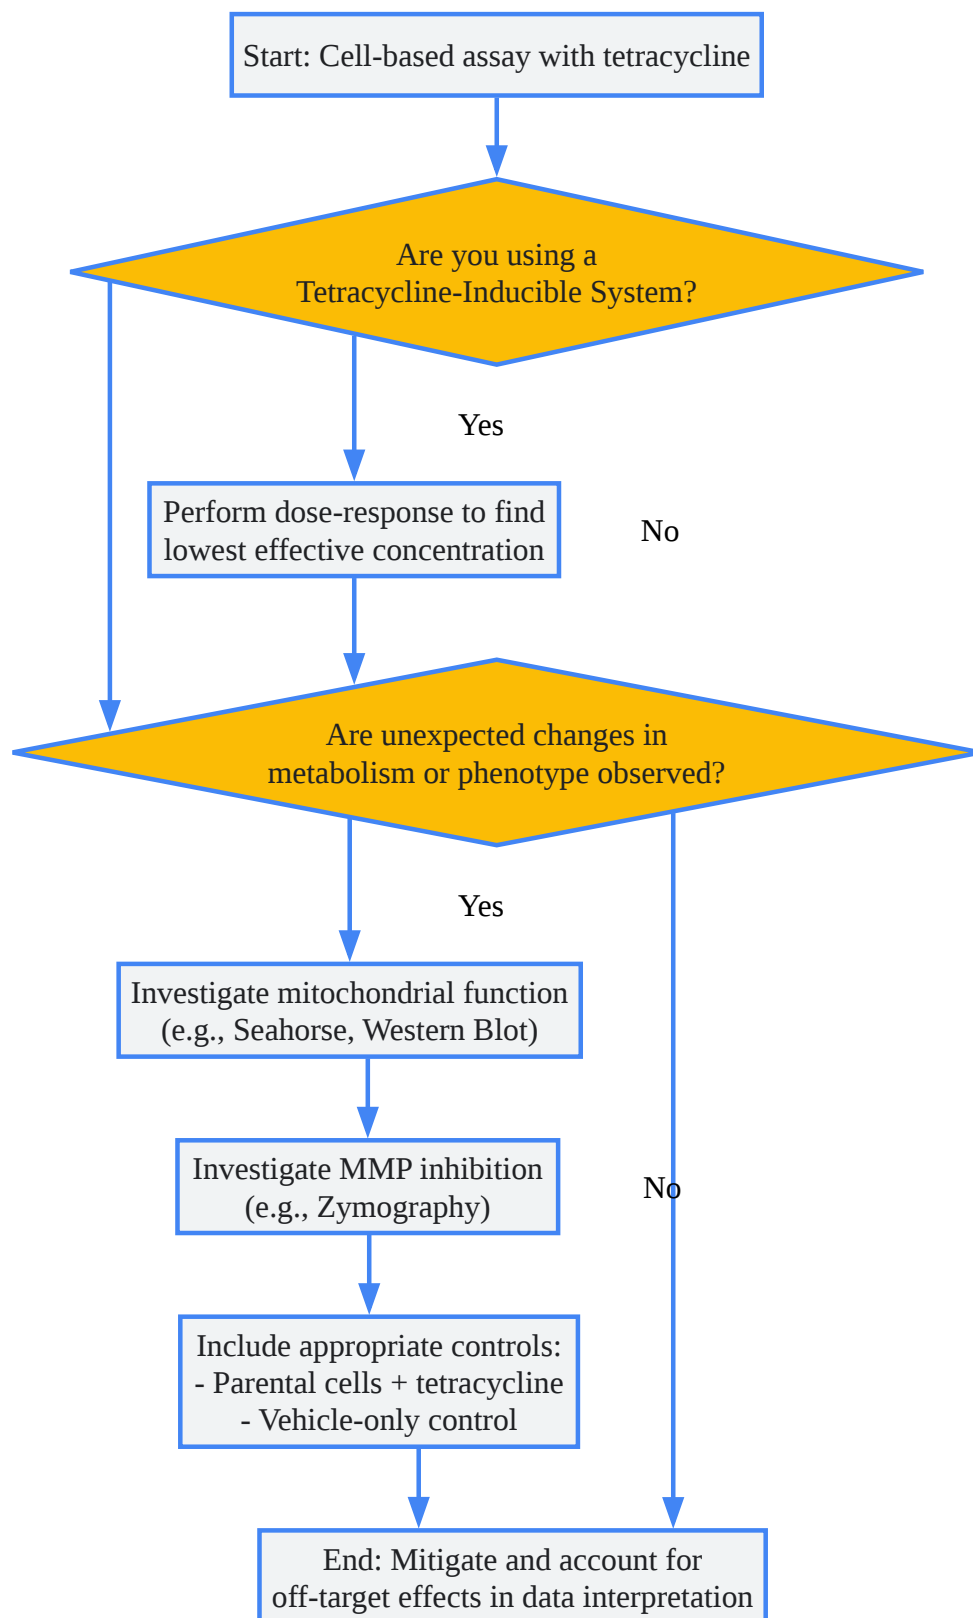 Start: Cell-based assay with tetracycline
Are you using a
Tetracycline-Inducible System?
Yes
Perform dose-response to find
lowest effective concentration
No
Are unexpected changes in
metabolism or phenotype observed?
Yes
Investigate mitochondrial function
(e.g., Seahorse, Western Blot)
Investigate MMP inhibition
(e.g., Zymography)
No
Include appropriate controls:
- Parental cells + tetracycline
- Vehicle-only control
End: Mitigate and account for
off-target effects in data interpretation